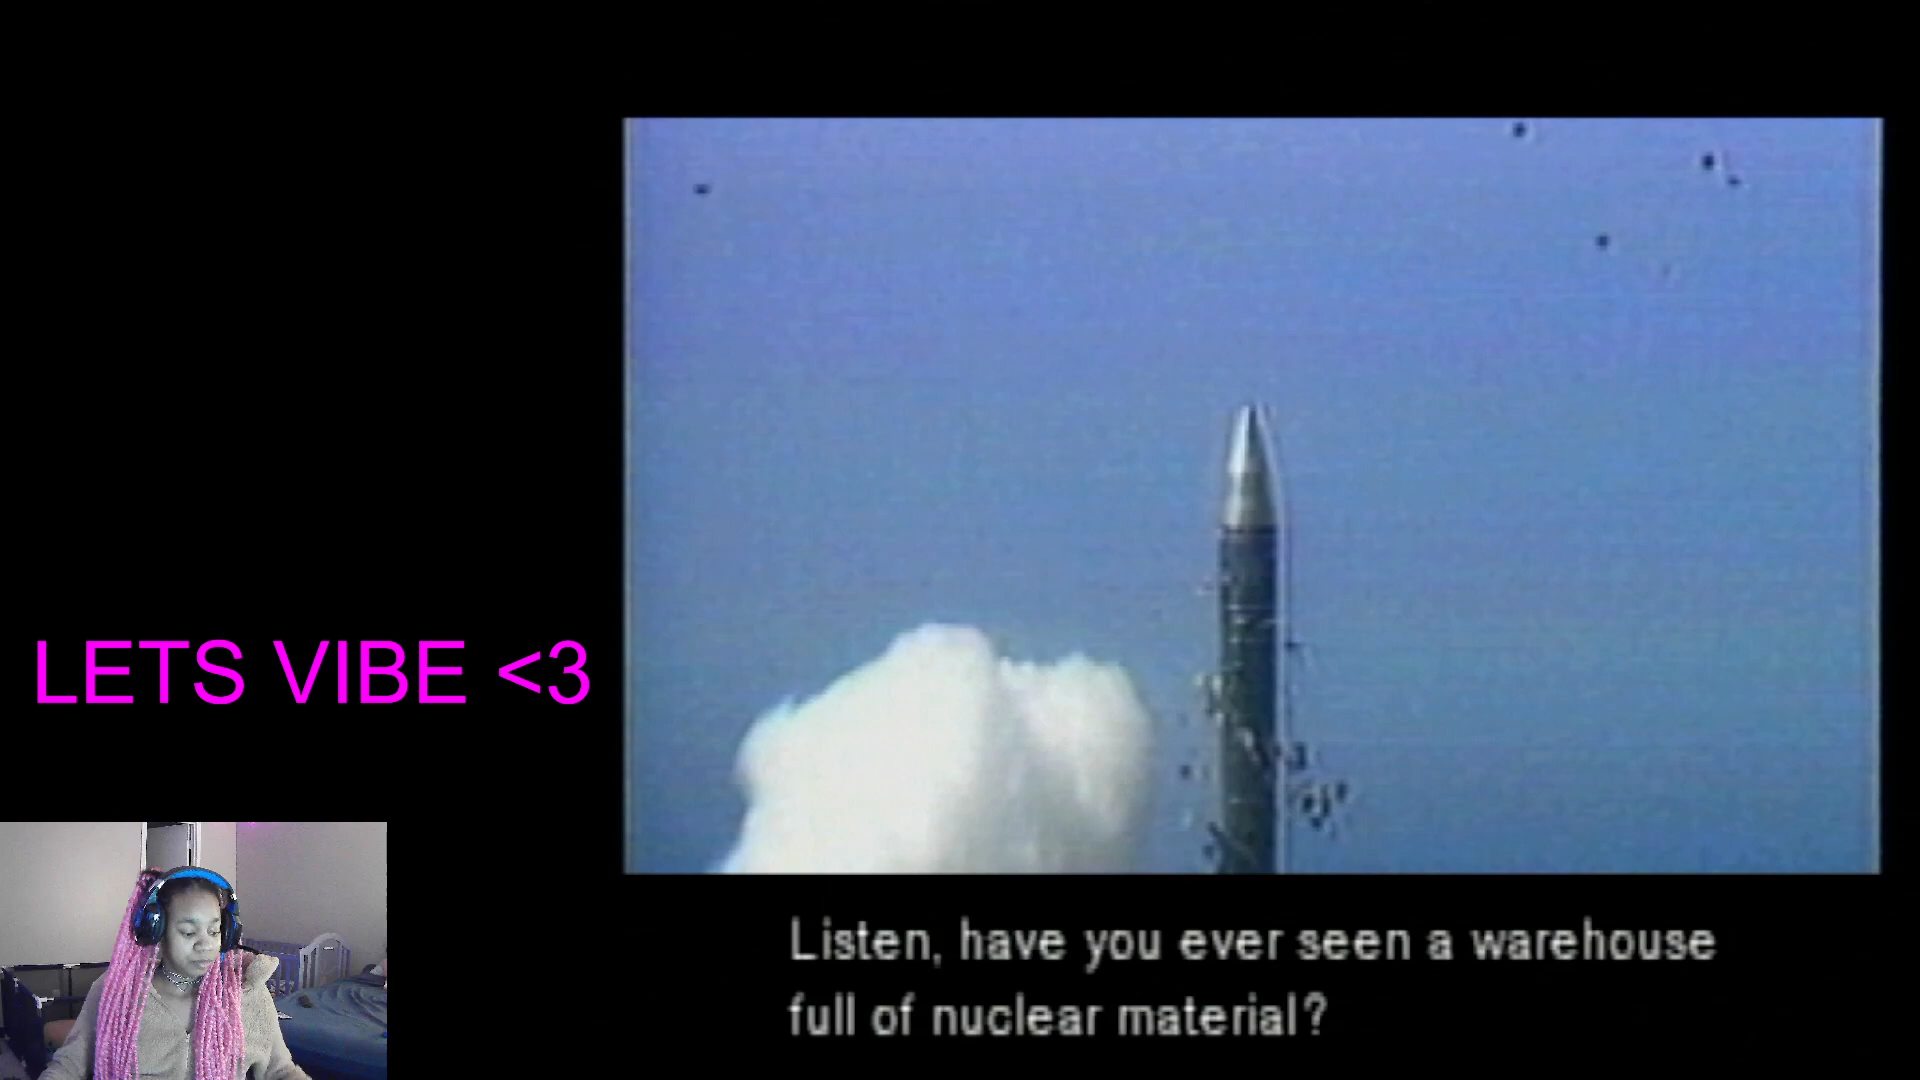 LETS VIBE <3
Listen, have you ever seen a warehouse
full of nuclear material?